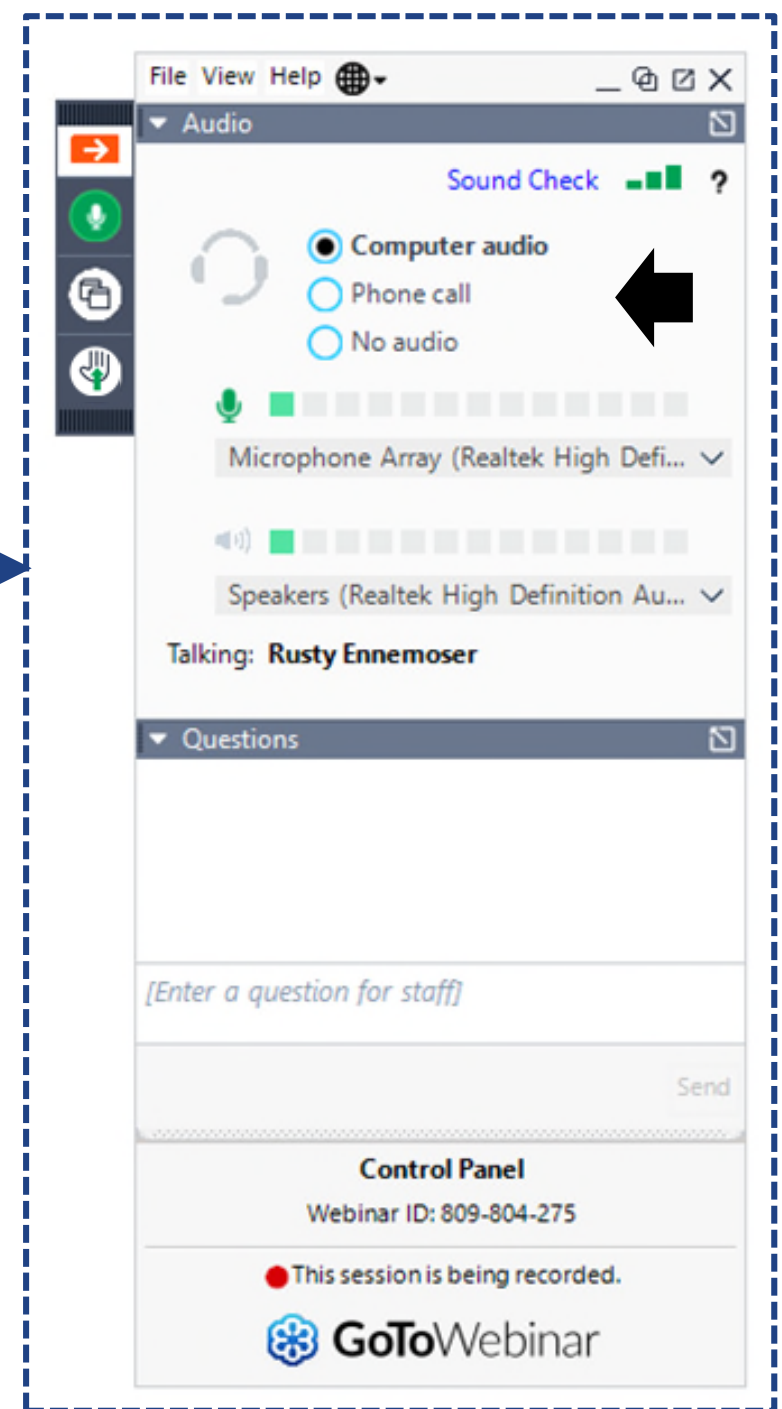 File View Help
Audio
Sound Check ?
Computer audio
Phone call
No audio
Microphone Array (Realtek High Defi...
Speakers (Realtek High Definition Au...
Talking: Rusty Ennemoser
Questions
[Enter a question for staff]
Send
Control Panel
Webinar ID: 809-804-275
This session is being recorded.
GoToWebinar